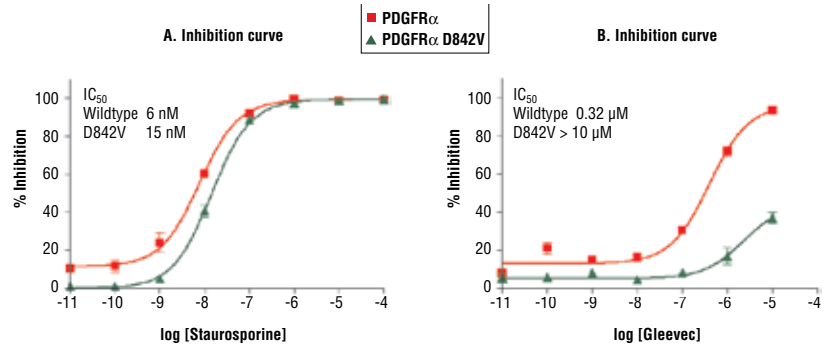 PDGFRα
PDGFRα D842V
A. Inhibition curve
IC50
Wildtype 6 nM
D842V 15 nM
% Inhibition
100
80
60
40
20
0
-11 -10 -9 -8 -7 -6 -5 -4
log [Staurosporine]
B. Inhibition curve
IC50
Wildtype 0.32 µM
D842V > 10 µM
% Inhibition
100
80
60
40
20
0
-11 -10 -9 -8 -7 -6 -5 -4
log [Gleevec]